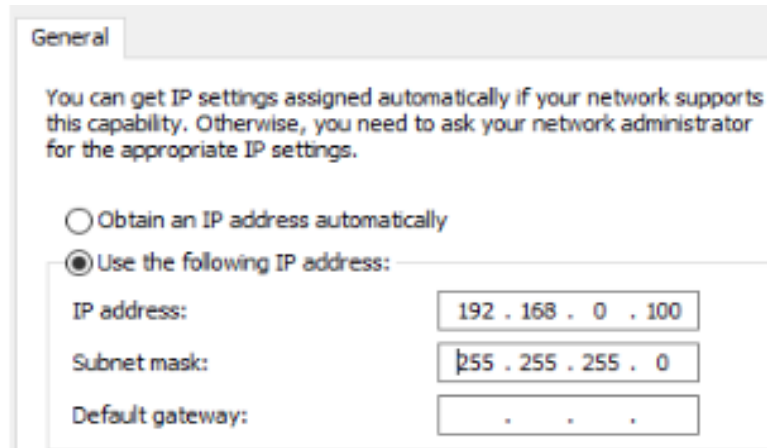 General
You can get IP settings assigned automatically if your network supports
this capability. Otherwise, you need to ask your network administrator
for the appropriate IP settings.
Obtain an IP address automatically
Use the following IP address:
IP address: 192 . 168 . 0 . 100
Subnet mask: 255 . 255 . 255 . 0
Default gateway: . . .